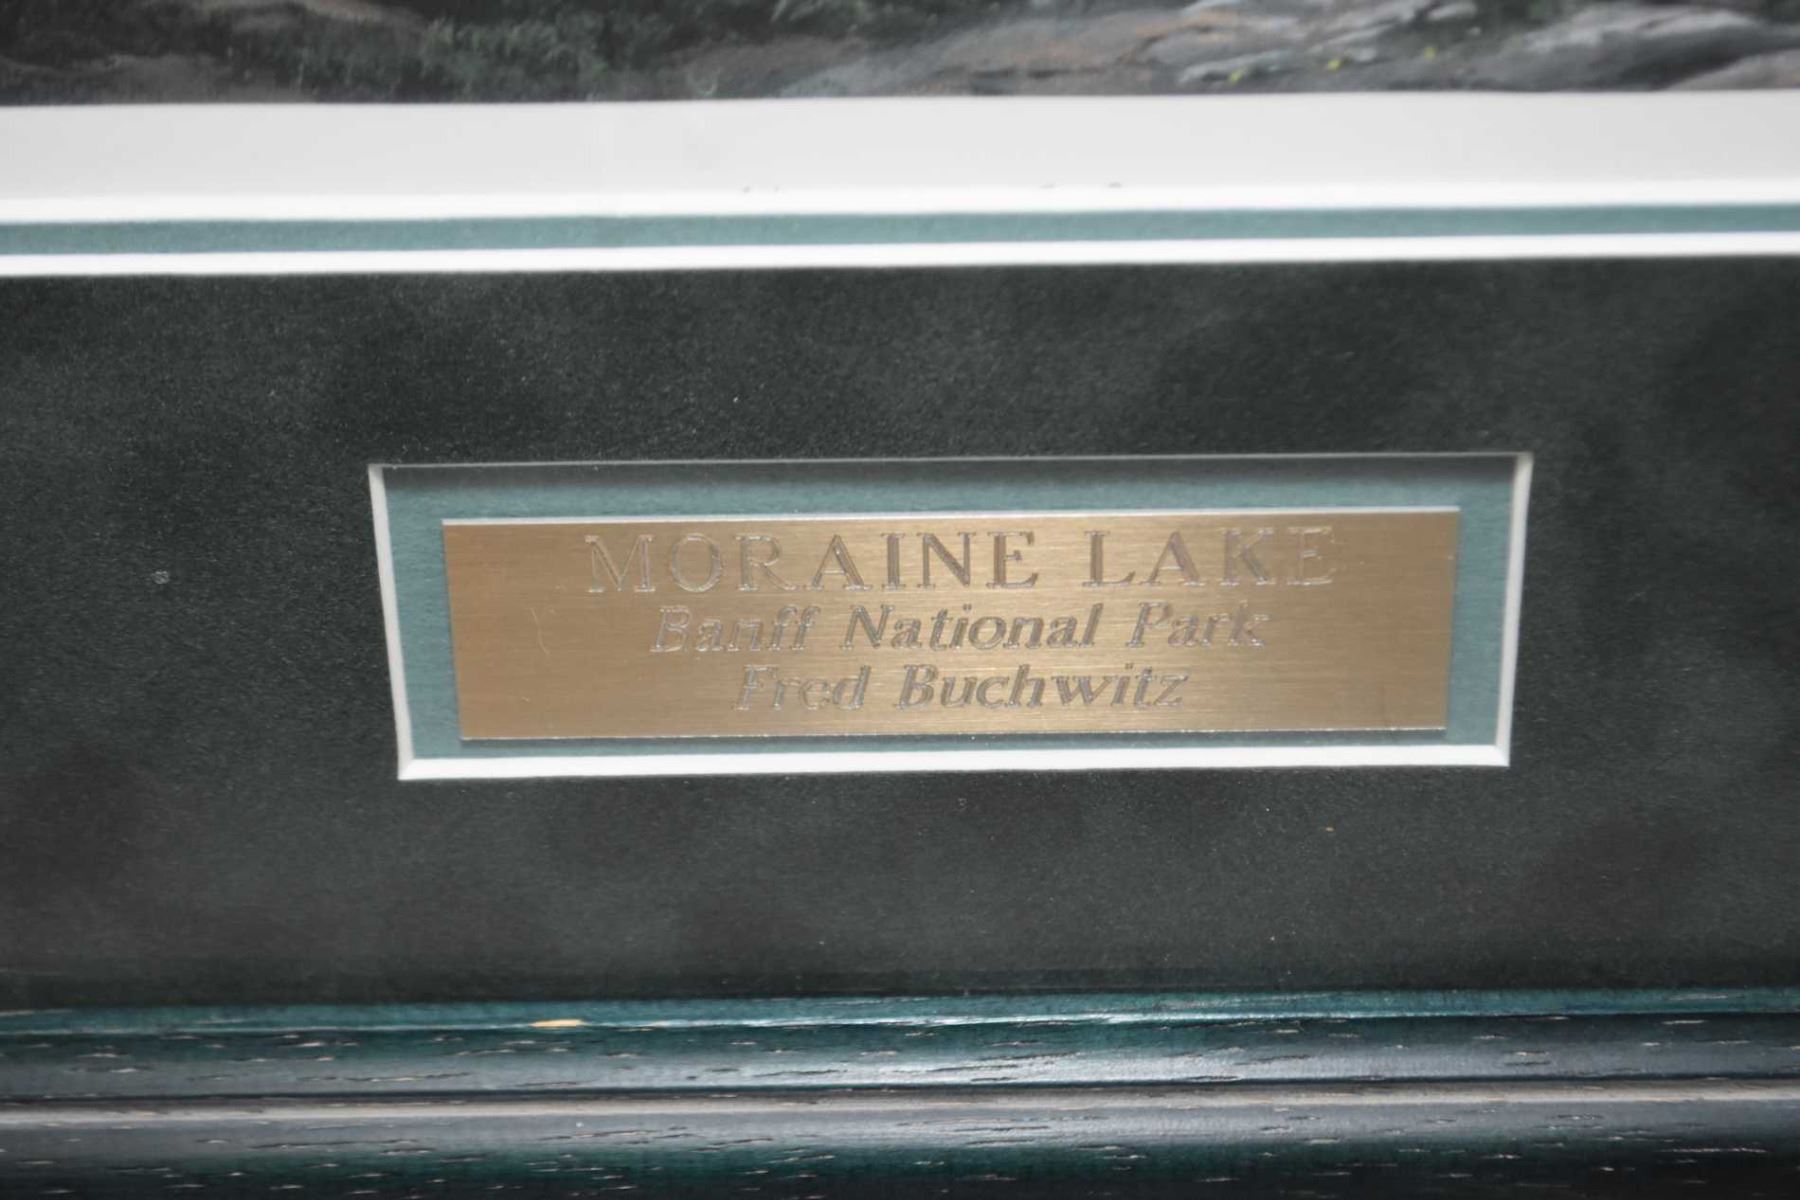 MORAINE LAKE
Banff National Park
Fred Buchwitz